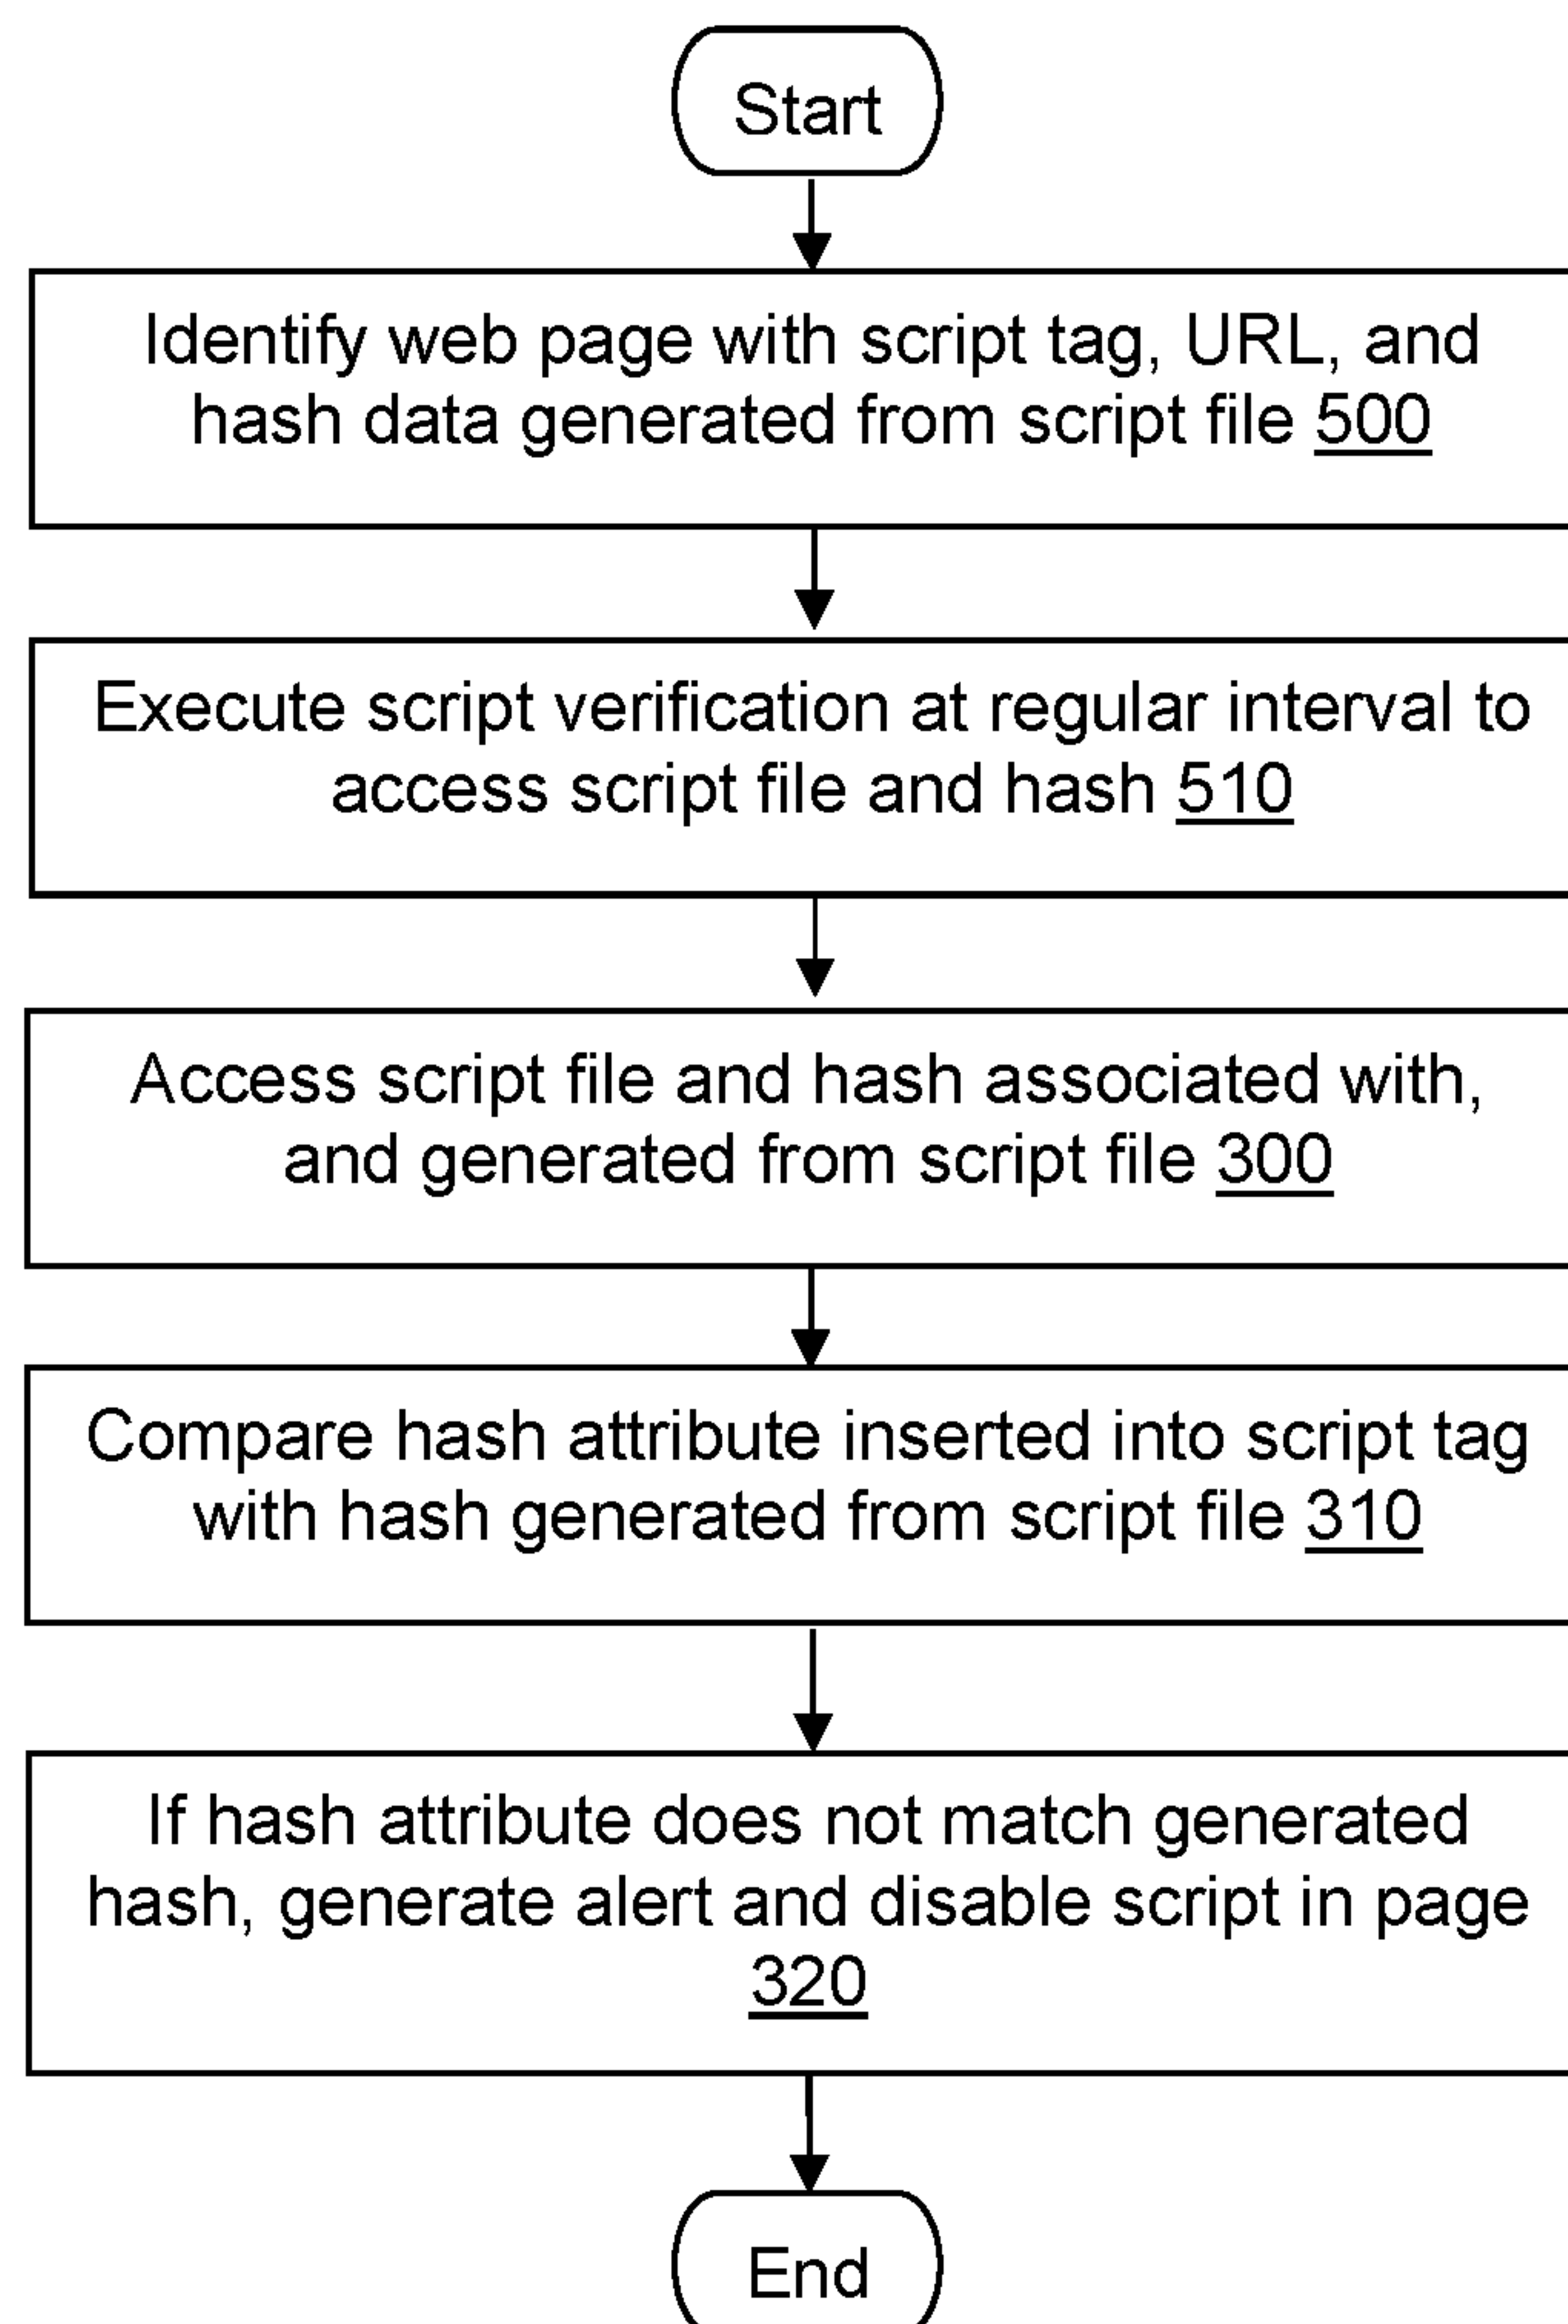 Start
Identify web page with script tag, URL, and
hash data generated from script file 500
Execute script verification at regular interval to
access script file and hash 510
Access script file and hash associated with,
and generated from script file 300
Compare hash attribute inserted into script tag
with hash generated from script file 310
If hash attribute does not match generated
hash, generate alert and disable script in page
320
End